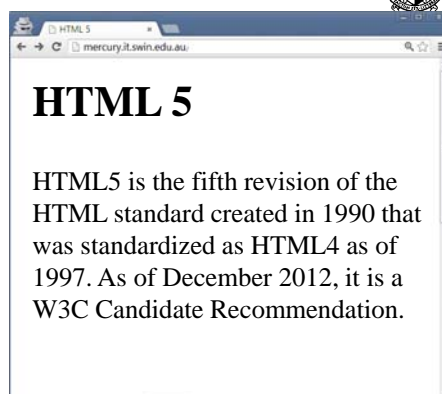 HTML 5
mercury.it.swin.edu.au
HTML 5
HTML5 is the fifth revision of the
HTML standard created in 1990 that
was standardized as HTML4 as of
1997. As of December 2012, it is a
W3C Candidate Recommendation.